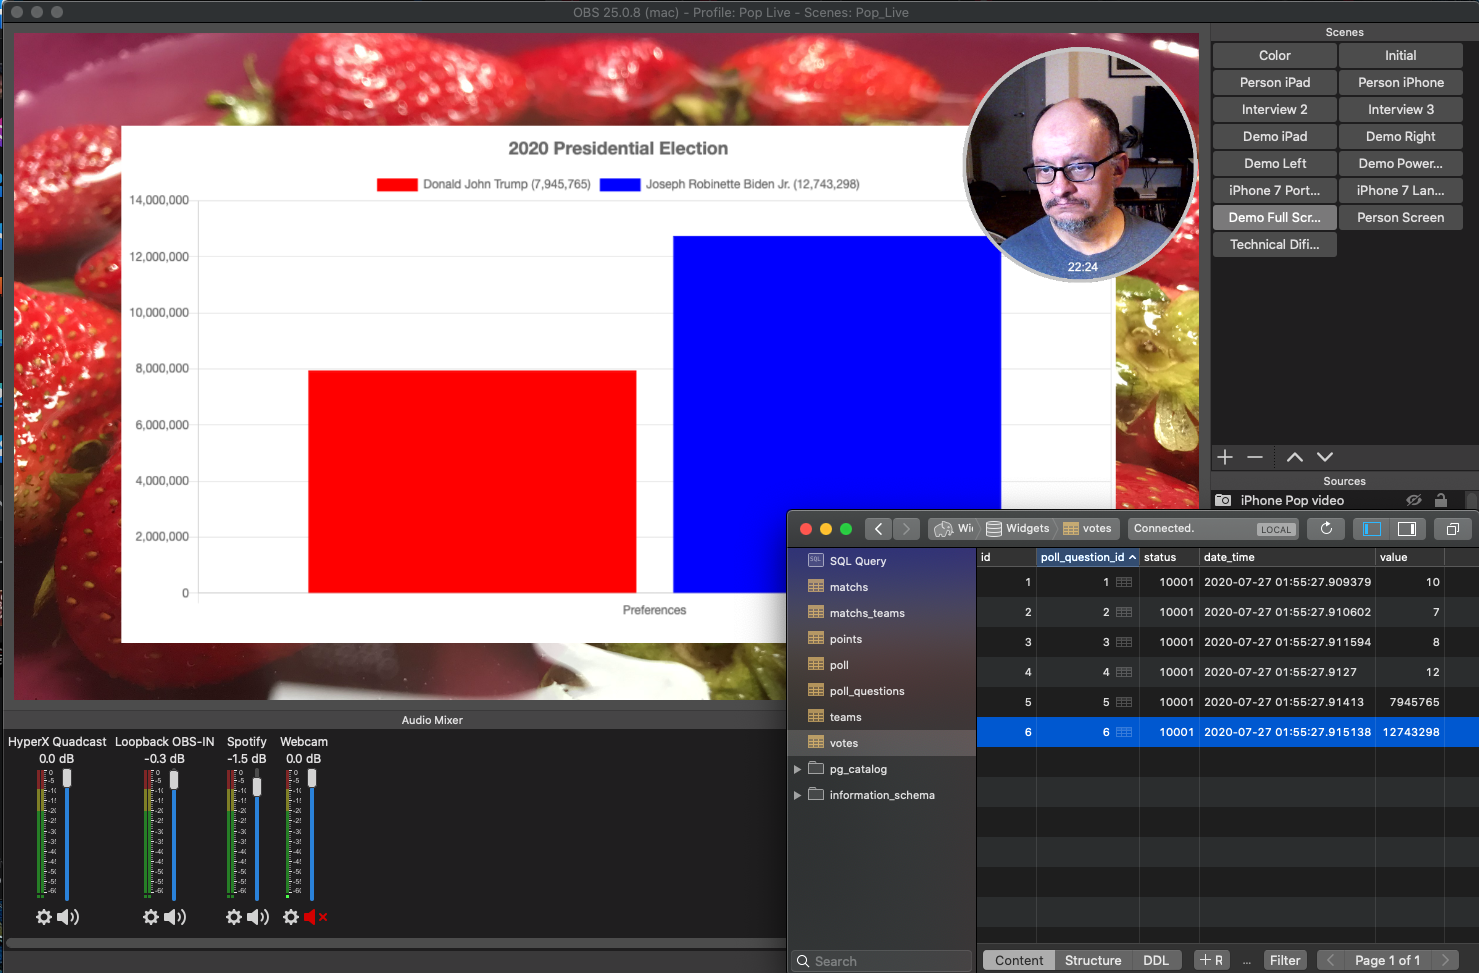 OBS 25.0.8 (mac) - Profile: Pop Live - Scenes: Pop_Live
2020 Presidential Election
Donald John Trump (7,945,765) Joseph Robinette Biden Jr. (12,743,298)
14,000,000
12,000,000
10,000,000
8,000,000
6,000,000
4,000,000
2,000,000
0
Preferences
22:24
Scenes
Color Initial
Person iPad Person iPhone
Interview 2 Interview 3
Demo iPad Demo Right
Demo Left Demo Power...
iPhone 7 Port... iPhone 7 Lan...
Demo Full Scr... Person Screen
Technical Difi...
Sources
iPhone Pop video
Audio Mixer
HyperX Quadcast Loopback OBS-IN Spotify Webcam
0.0 dB -0.3 dB -1.5 dB 0.0 dB
Wi Widgets votes Connected. LOCAL
SQL Query
matchs
matchs_teams
points
poll
poll_questions
teams
votes
pg_catalog
information_schema
Search
id poll_question_id status date_time value
1 1 10001 2020-07-27 01:55:27.909379 10
2 2 10001 2020-07-27 01:55:27.910602 7
3 3 10001 2020-07-27 01:55:27.911594 8
4 4 10001 2020-07-27 01:55:27.9127 12
5 5 10001 2020-07-27 01:55:27.91413 7945765
6 6 10001 2020-07-27 01:55:27.915138 12743298
Content Structure DDL + R ... Filter Page 1 of 1